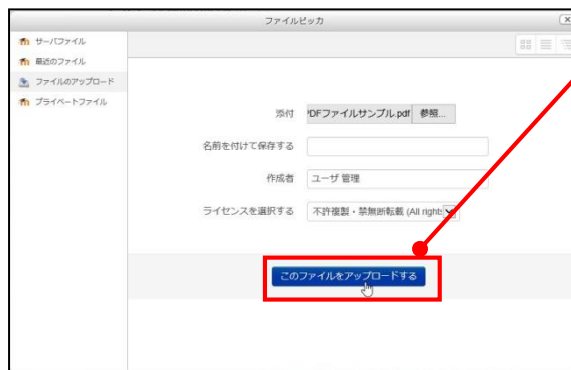 ファイルピッカ
サーバファイル
最近のファイル
ファイルのアップロード
プライベートファイル
添付 PDFファイルサンプル.pdf 参照...
名前を付けて保存する
作成者 ユーザ 管理
ライセンスを選択する 不許複製・禁無断転載 (All rights
このファイルをアップロードする